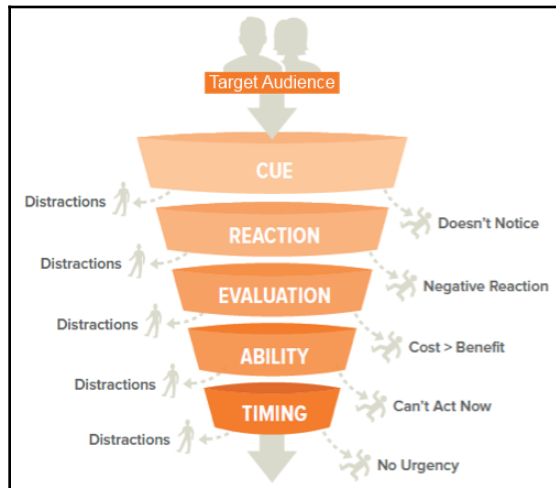 Target Audience
CUE
Distractions
Doesn't Notice
REACTION
Distractions
Negative Reaction
EVALUATION
Distractions
Cost > Benefit
ABILITY
Distractions
Can't Act Now
TIMING
Distractions
No Urgency